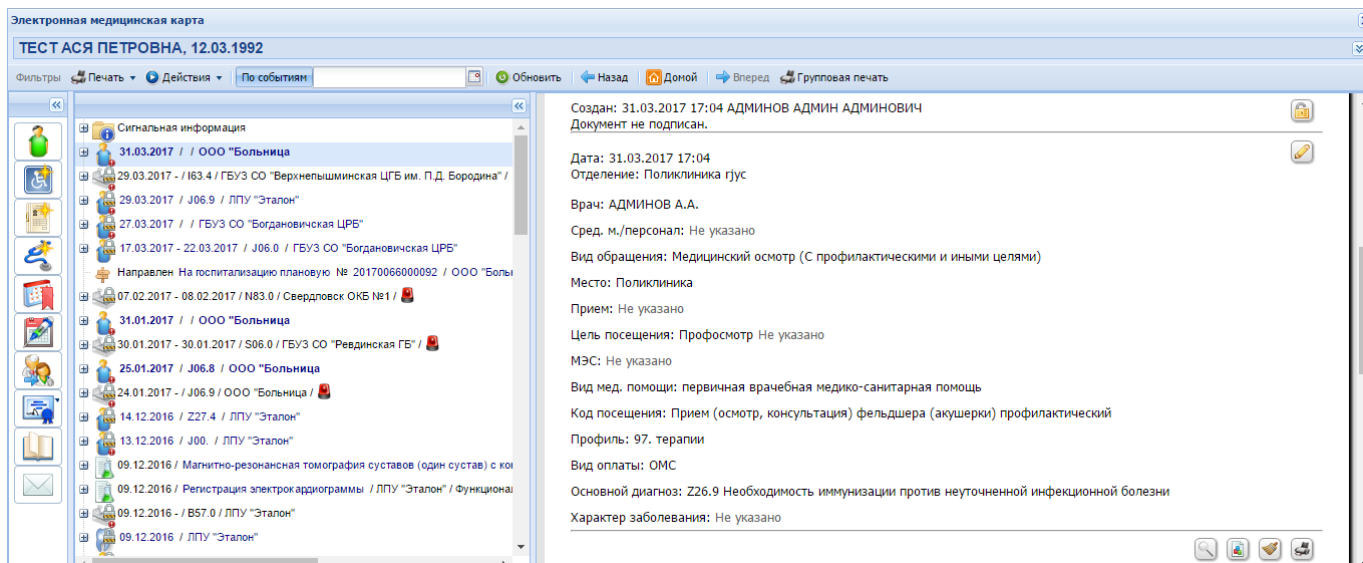 Электронная медицинская карта
ТЕСТ АСЯ ПЕТРОВНА, 12.03.1992
Фильтры Печать Действия По событиям Обновить Назад Домой Вперед Групповая печать
Сигнальная информация
31.03.2017 / / ООО "Больница
29.03.2017 - / I63.4 / ГБУЗ СО "Верхнепышминская ЦГБ им. П.Д. Бородина" /
29.03.2017 / J06.9 / ЛПУ "Эталон"
27.03.2017 / / ГБУЗ СО "Богдановичская ЦРБ"
17.03.2017 - 22.03.2017 / J06.0 / ГБУЗ СО "Богдановичская ЦРБ"
Направлен На госпитализацию плановую № 20170066000092 / ООО "Боль
07.02.2017 - 08.02.2017 / N83.0 / Свердловск ОКБ №1 /
31.01.2017 / / ООО "Больница
30.01.2017 - 30.01.2017 / S06.0 / ГБУЗ СО "Ревдинская ГБ" /
25.01.2017 / J06.8 / ООО "Больница
24.01.2017 - / J06.9 / ООО "Больница /
14.12.2016 / Z27.4 / ЛПУ "Эталон"
13.12.2016 / J00. / ЛПУ "Эталон"
09.12.2016 / Магнитно-резонансная томография суставов (один сустав) с ко
09.12.2016 / Регистрация электрокардиограммы / ЛПУ "Эталон" / Функциона
09.12.2016 - / B57.0 / ЛПУ "Эталон"
09.12.2016 / ЛПУ "Эталон"
Создан: 31.03.2017 17:04 АДМИНОВ АДМИН АДМИНОВИЧ
Документ не подписан.
Дата: 31.03.2017 17:04
Отделение: Поликлиника rjyc
Врач: АДМИНОВ А.А.
Сред. м./персонал: Не указано
Вид обращения: Медицинский осмотр (С профилактическими и иными целями)
Место: Поликлиника
Прием: Не указано
Цель посещения: Профосмотр Не указано
МЭС: Не указано
Вид мед. помощи: первичная врачебная медико-санитарная помощь
Код посещения: Прием (осмотр, консультация) фельдшера (акушерки) профилактический
Профиль: 97. терапии
Вид оплаты: ОМС
Основной диагноз: Z26.9 Необходимость иммунизации против неуточненной инфекционной болезни
Характер заболевания: Не указано